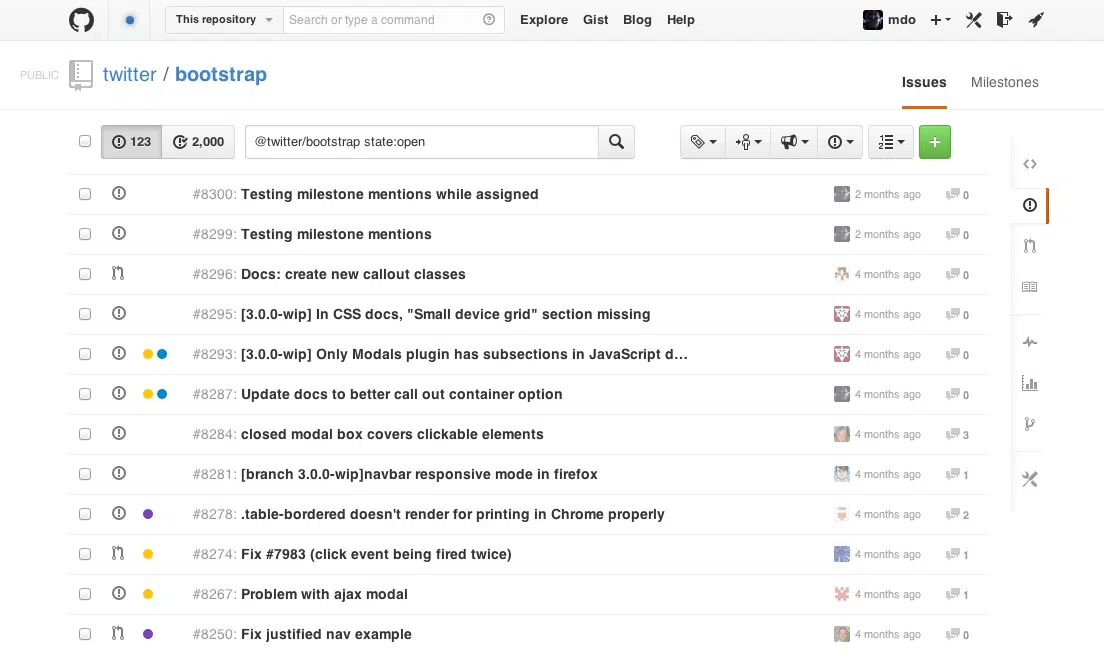 This repository Search or type a command Explore Gist Blog Help mdo
PUBLIC twitter / bootstrap
Issues Milestones
123 2,000 @twitter/bootstrap state:open
#8300: Testing milestone mentions while assigned 2 months ago 0
#8299: Testing milestone mentions 2 months ago 0
#8296: Docs: create new callout classes 4 months ago 0
#8295: [3.0.0-wip] In CSS docs, "Small device grid" section missing 4 months ago 0
#8293: [3.0.0-wip] Only Modals plugin has subsections in JavaScript d... 4 months ago 0
#8287: Update docs to better call out container option 4 months ago 0
#8284: closed modal box covers clickable elements 4 months ago 3
#8281: [branch 3.0.0-wip]navbar responsive mode in firefox 4 months ago 1
#8278: .table-bordered doesn't render for printing in Chrome properly 4 months ago 2
#8274: Fix #7983 (click event being fired twice) 4 months ago 1
#8267: Problem with ajax modal 4 months ago 1
#8250: Fix justified nav example 4 months ago 0